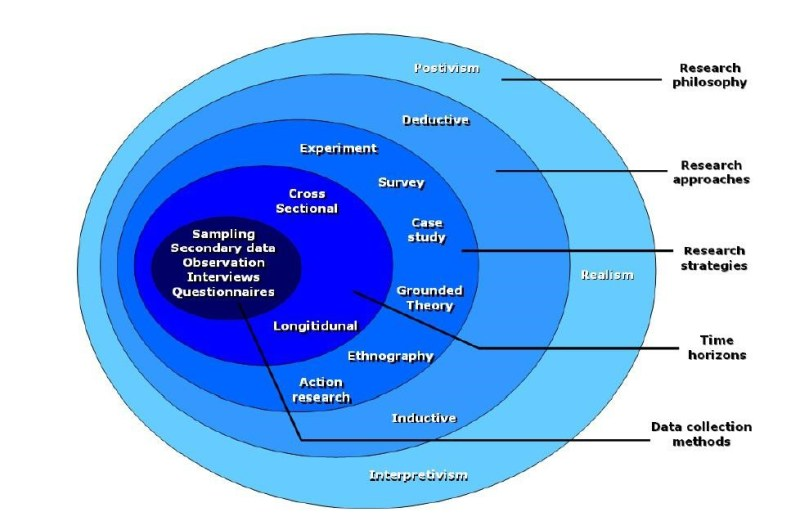 Postivism
Research
philosophy
Deductive
Experiment
Research
approaches
Survey
Cross
Sectional
Case
study
Sampling
Secondary data
Observation
Interviews
Questionnaires
Research
strategies
Realism
Grounded
Theory
Longitidunal
Time
horizons
Ethnography
Action
research
Inductive
Data collection
methods
Interpretivism